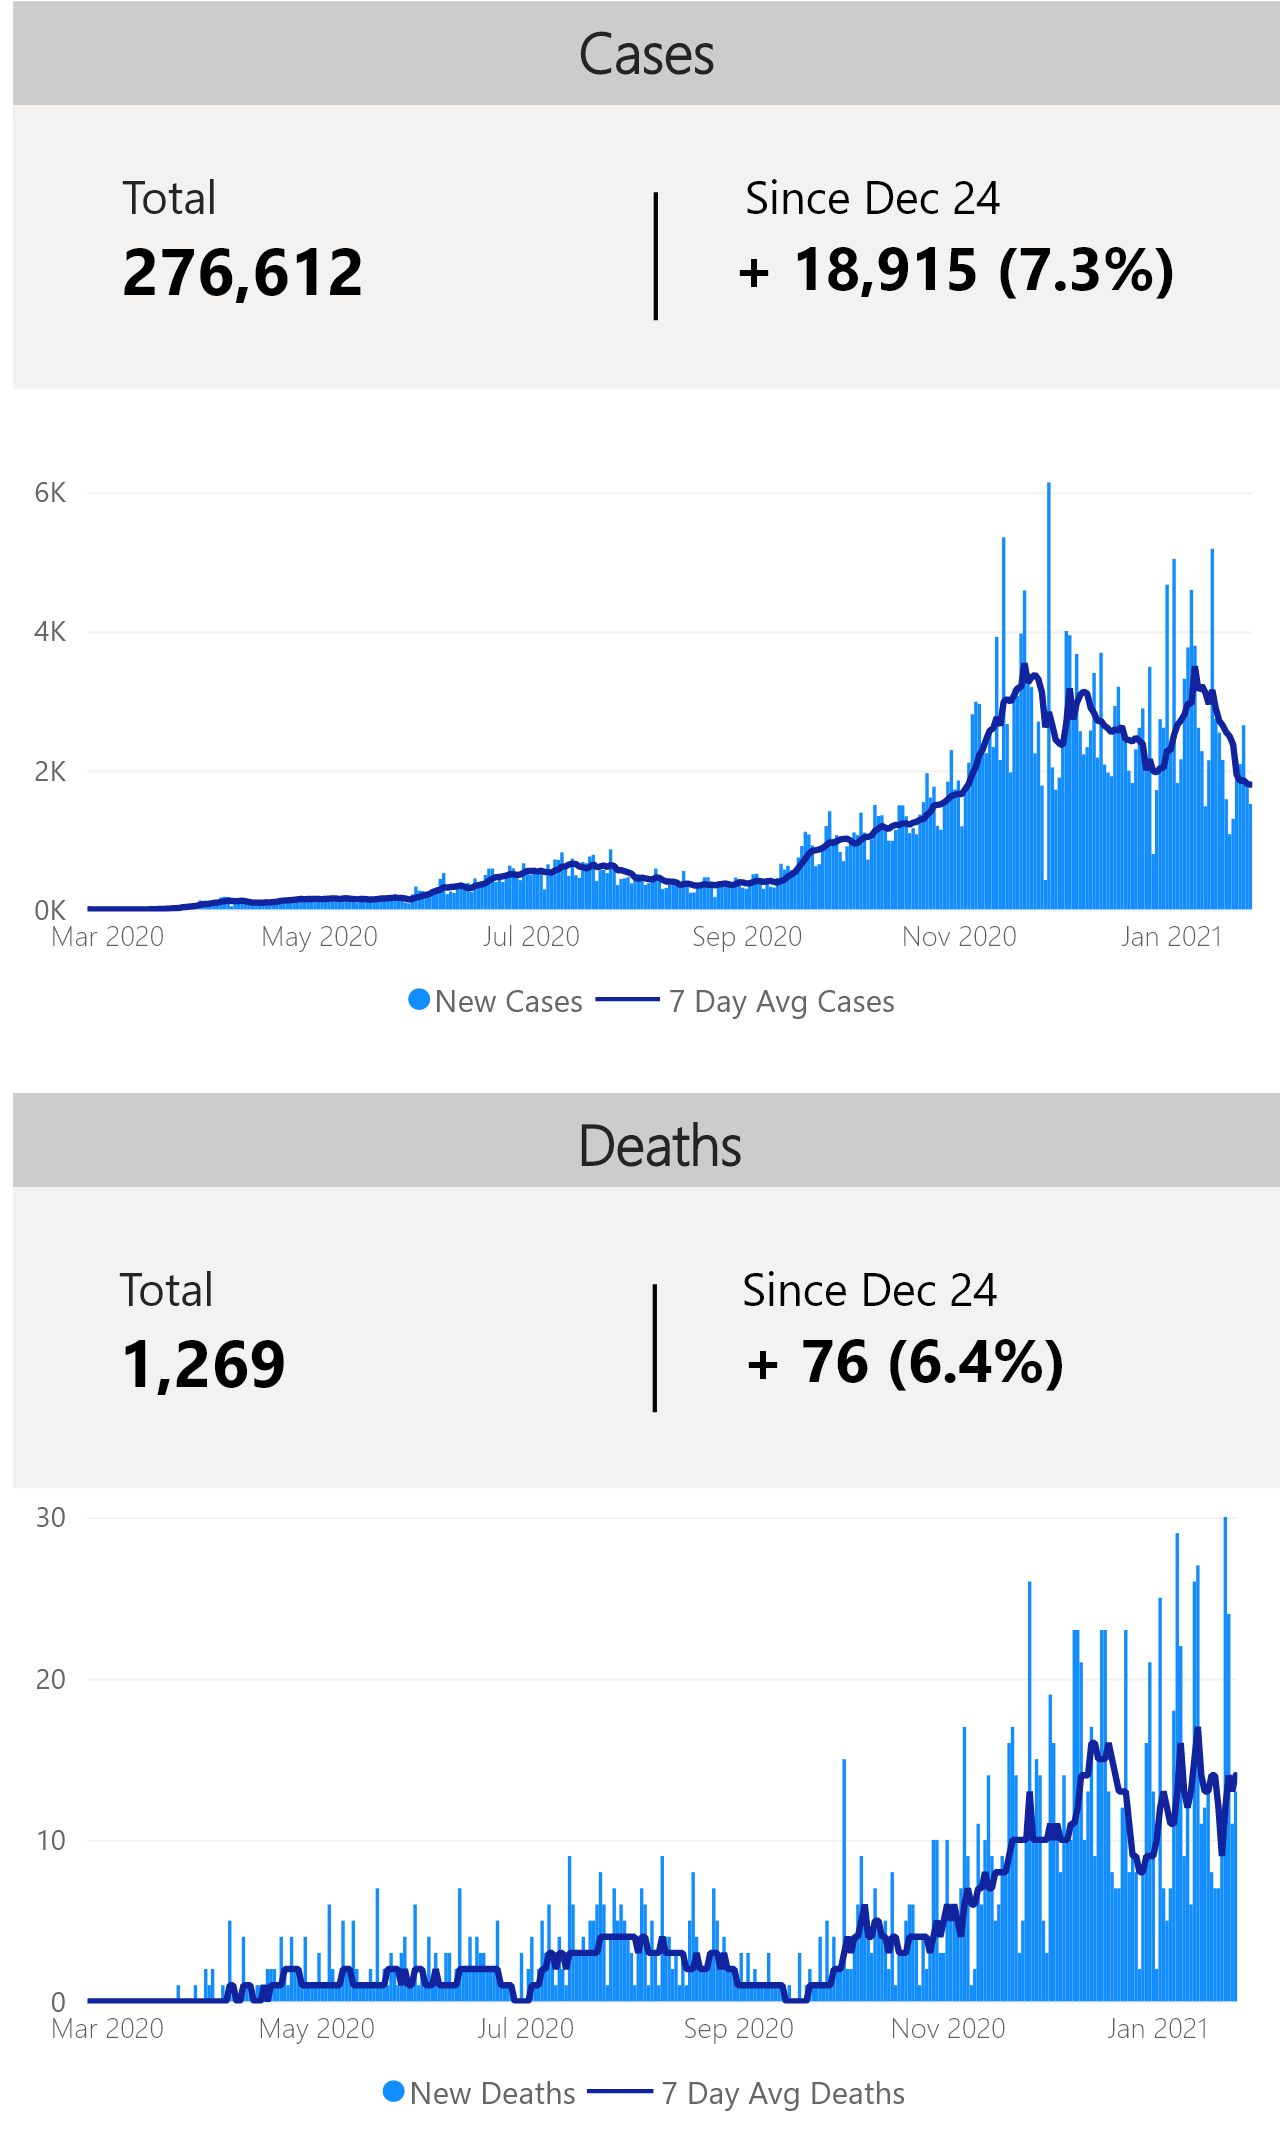 Cases
Total
Since Dec 24
276,612
+ 18,915 (7.3%)
6K
4K
2K
0K
Mar 2020 May 2020 Jul 2020 Sep 2020 Nov 2020 Jan 2021
New Cases 7 Day Avg Cases
Deaths
Total
Since Dec 24
1,269
+ 76 (6.4%)
30
20
10
0
Mar 2020 May 2020 Jul 2020 Sep 2020 Nov 2020 Jan 2021
New Deaths 7 Day Avg Deaths